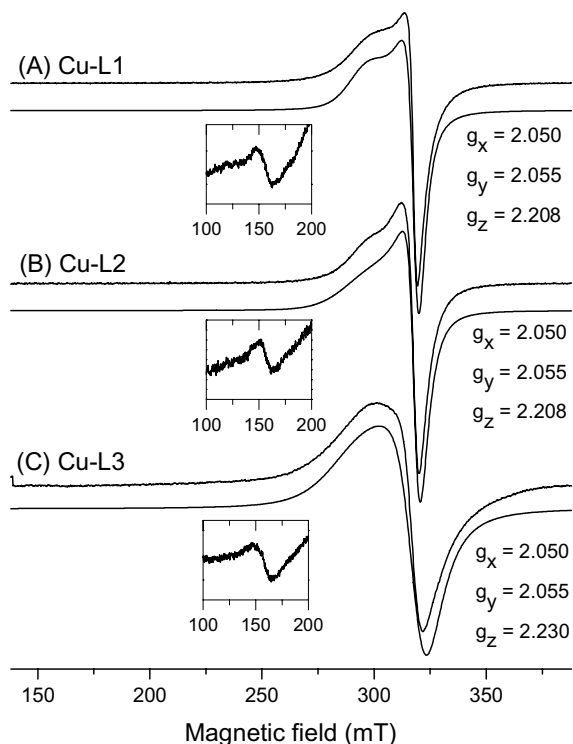 (A) Cu-L1
g_x = 2.050
g_y = 2.055
g_z = 2.208
100 150 200
(B) Cu-L2
g_x = 2.050
g_y = 2.055
g_z = 2.208
100 150 200
(C) Cu-L3
g_x = 2.050
g_y = 2.055
g_z = 2.230
100 150 200
150 200 250 300 350
Magnetic field (mT)